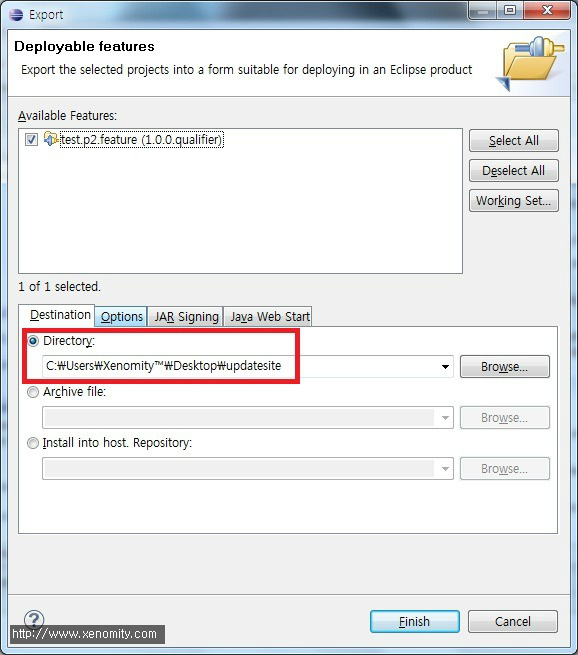 Export
Deployable features
Export the selected projects into a form suitable for deploying in an Eclipse product
Available Features:
test.p2.feature (1.0.0.qualifier)
Select All
Deselect All
Working Set...
1 of 1 selected.
Destination Options JAR Signing Java Web Start
Directory:
C:₩Users₩Xenomity™₩Desktop₩updatesite
Browse...
Archive file:
Browse...
Install into host. Repository:
Browse...
?
Finish Cancel
http://www.xenomity.com